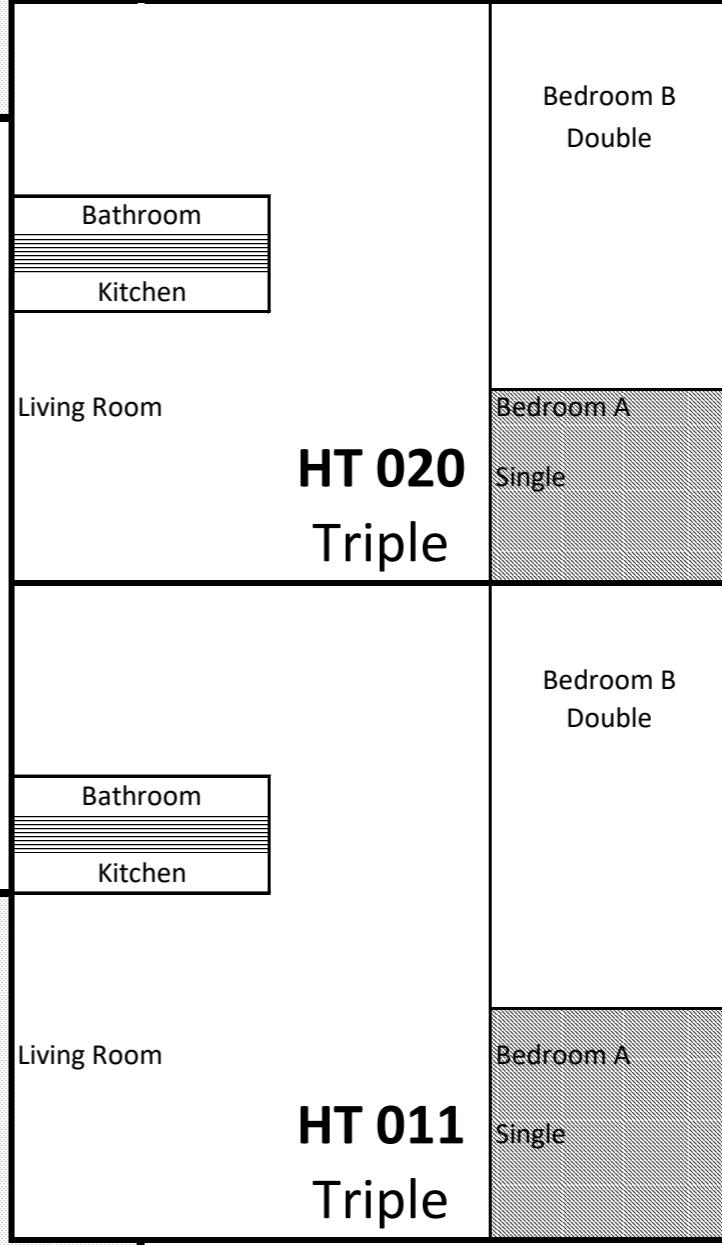 Bedroom B
Double
Bathroom
Kitchen
Living Room
Bedroom A
HT 020
Single
Triple
Bedroom B
Double
Bathroom
Kitchen
Living Room
Bedroom A
HT 011
Single
Triple